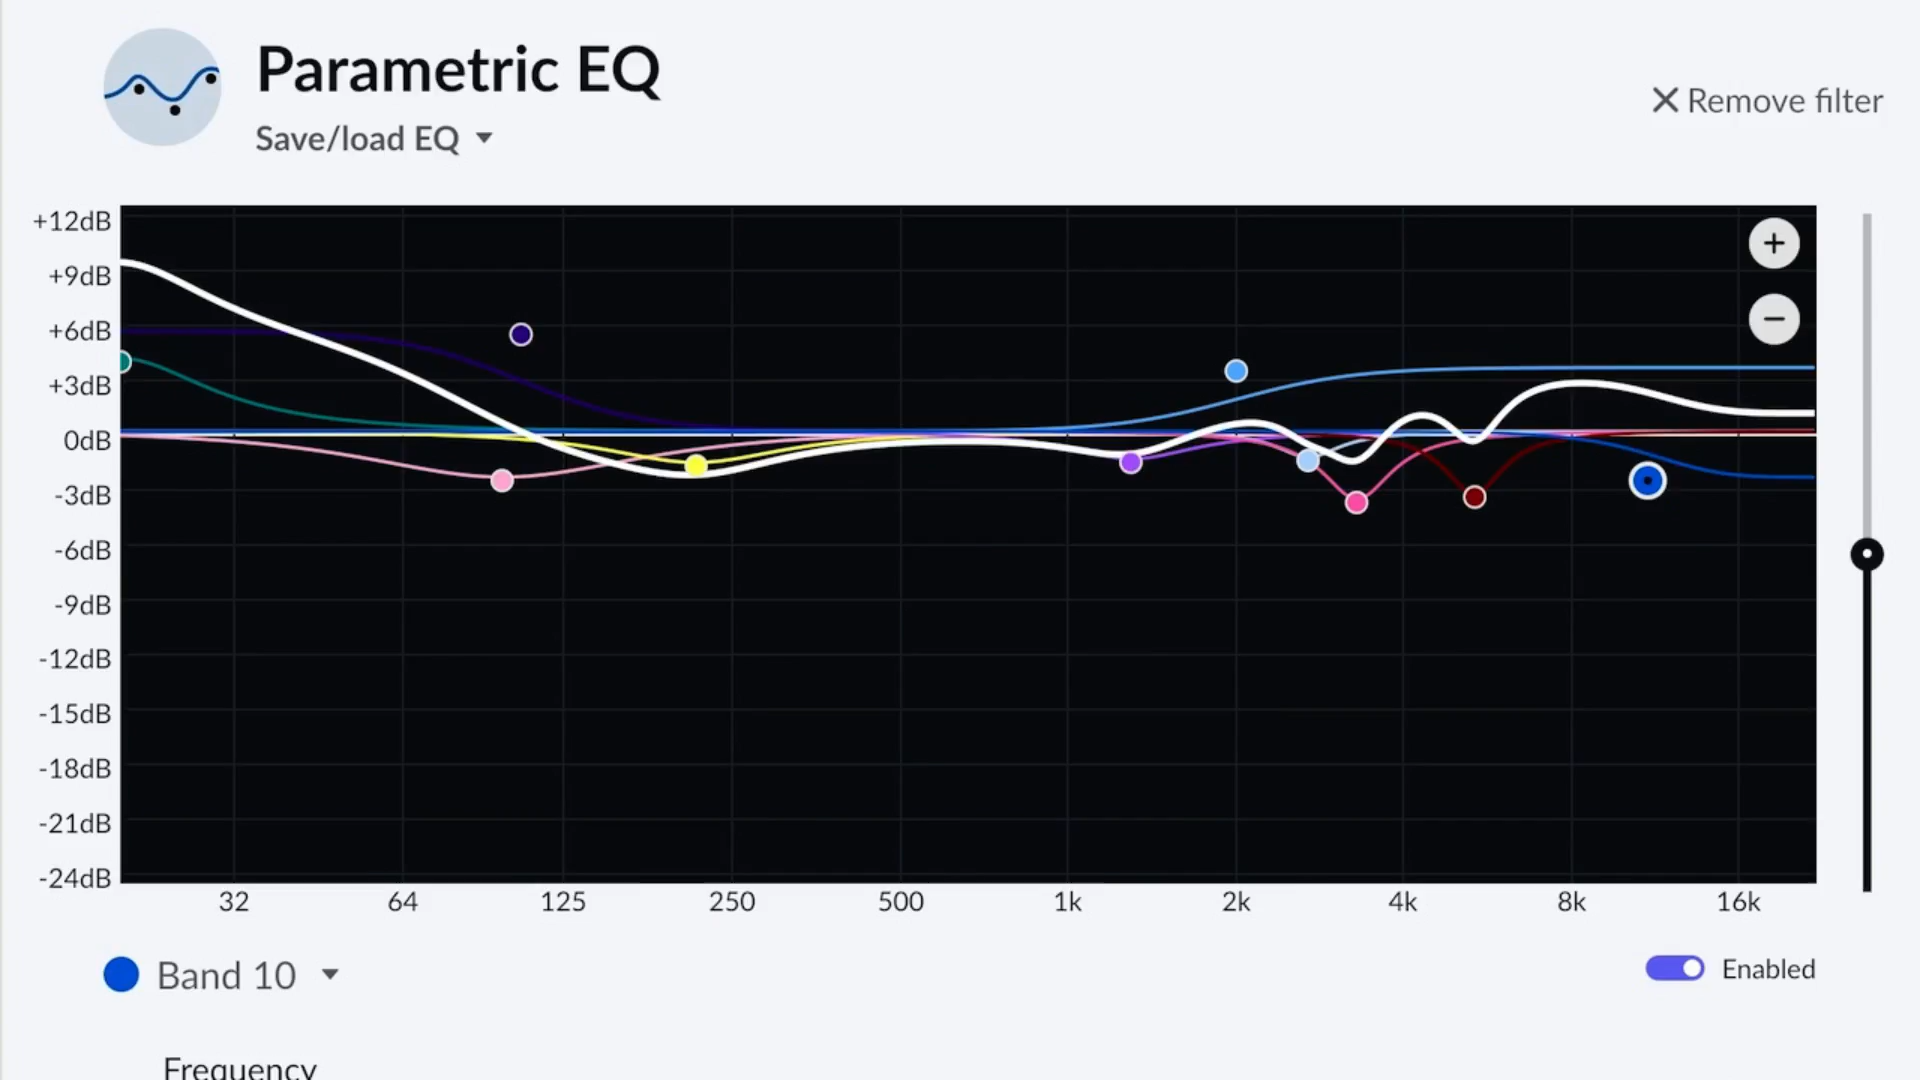 Parametric EQ
Save/load EQ
Remove filter
+12dB
+9dB
+6dB
+3dB
0dB
-3dB
-6dB
-9dB
-12dB
-15dB
-18dB
-21dB
-24dB
32 64 125 250 500 1k 2k 4k 8k 16k
Band 10
Enabled
Frequency